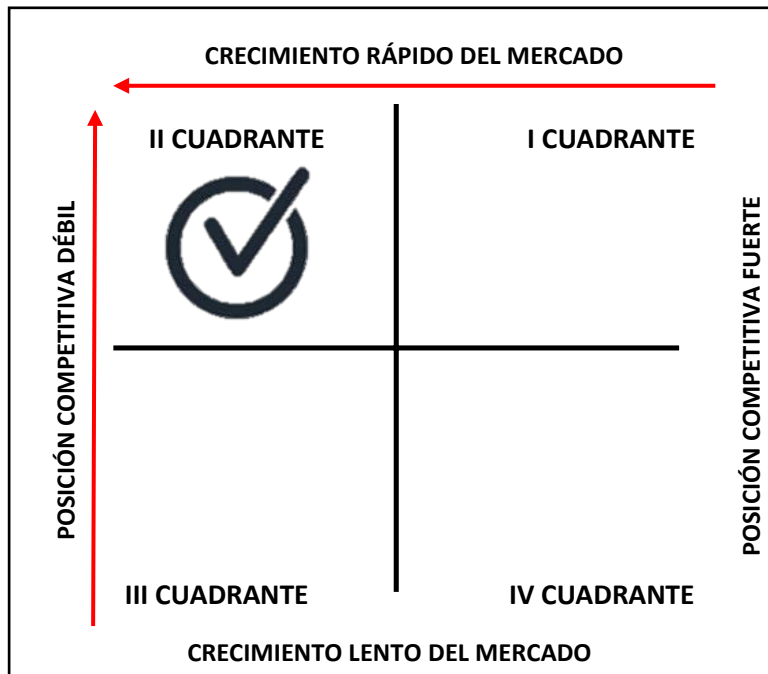 CRECIMIENTO RÁPIDO DEL MERCADO
II CUADRANTE
I CUADRANTE
POSICIÓN COMPETITIVA DÉBIL
POSICIÓN COMPETITIVA FUERTE
III CUADRANTE
IV CUADRANTE
CRECIMIENTO LENTO DEL MERCADO